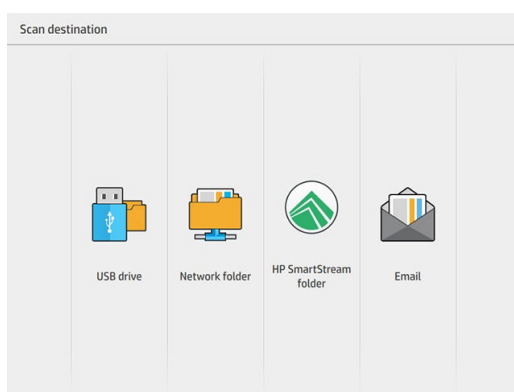 Scan destination
USB drive
Network folder
HP SmartStream
folder
Email